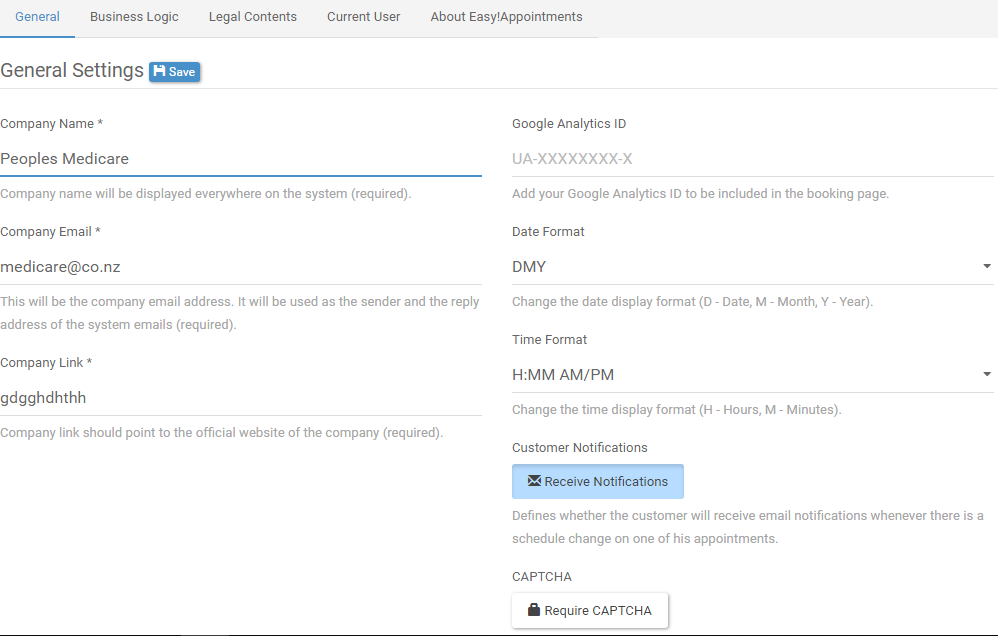 General
Business Logic
Legal Contents
Current User
About Easy!Appointments
General Settings
Save
Company Name *
Peoples Medicare
Company name will be displayed everywhere on the system (required).
Company Email *
medicare@co.nz
This will be the company email address. It will be used as the sender and the reply
address of the system emails (required).
Company Link *
gdgghdhthh
Company link should point to the official website of the company (required).
Google Analytics ID
UA-XXXXXXXX-X
Add your Google Analytics ID to be included in the booking page.
Date Format
DMY
Change the date display format (D - Date, M - Month, Y - Year).
Time Format
H:MM AM/PM
Change the time display format (H - Hours, M - Minutes).
Customer Notifications
Receive Notifications
Defines whether the customer will receive email notifications whenever there is a
schedule change on one of his appointments.
CAPTCHA
Require CAPTCHA